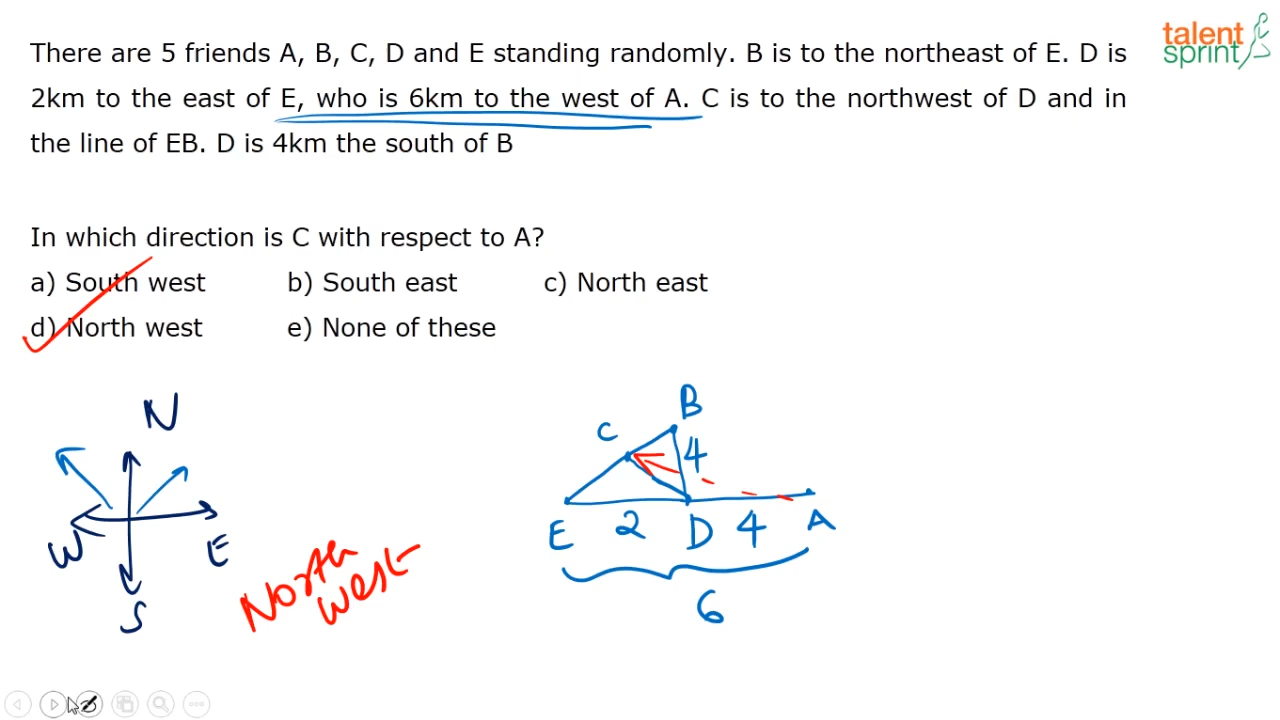 talent
sprint
There are 5 friends A, B, C, D and E standing randomly. B is to the northeast of E. D is
2km to the east of E, who is 6km to the west of A. C is to the northwest of D and in
the line of EB. D is 4km the south of B
In which direction is C with respect to A?
a) South west b) South east c) North east
d) North west e) None of these
N
W E
S
North
west
B
C 4
E 2 D 4 A
6